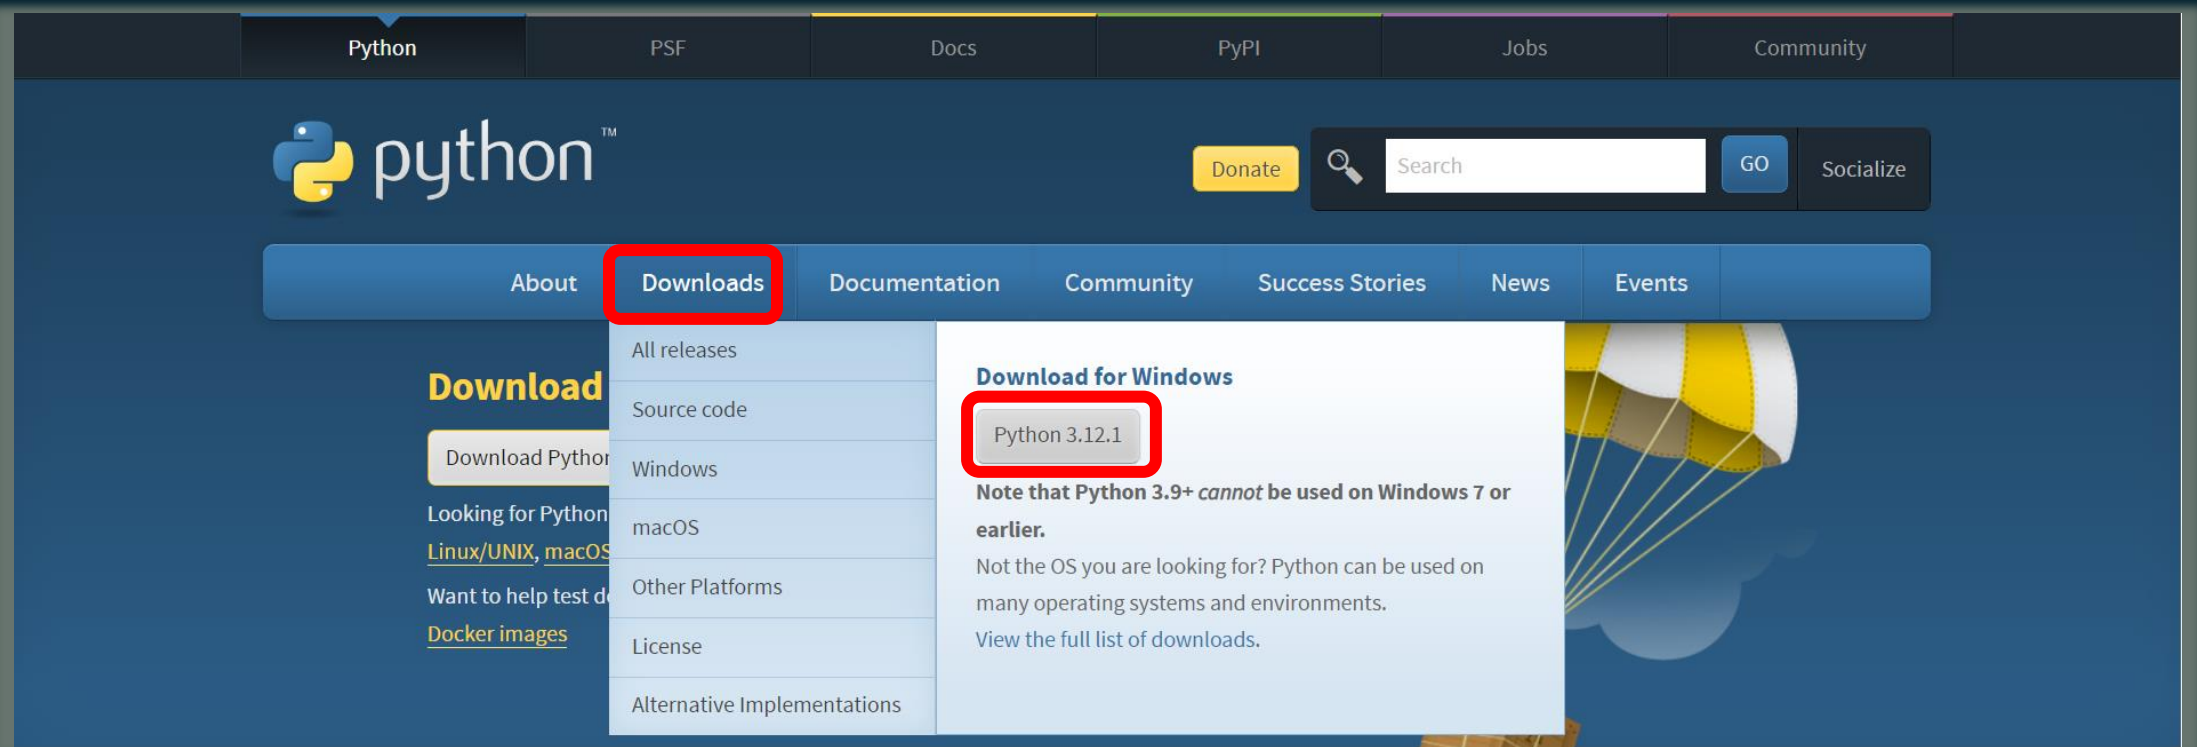 Python
PSF
Docs
PyPI
Jobs
Community
python™
Donate
Search
GO
Socialize
About
Downloads
Documentation
Community
Success Stories
News
Events
Download
Download Python
Looking for Python
Linux/UNIX, macOS
Want to help test d
Docker images
All releases
Source code
Windows
macOS
Other Platforms
License
Alternative Implementations
Download for Windows
Python 3.12.1
Note that Python 3.9+ cannot be used on Windows 7 or
earlier.
Not the OS you are looking for? Python can be used on
many operating systems and environments.
View the full list of downloads.